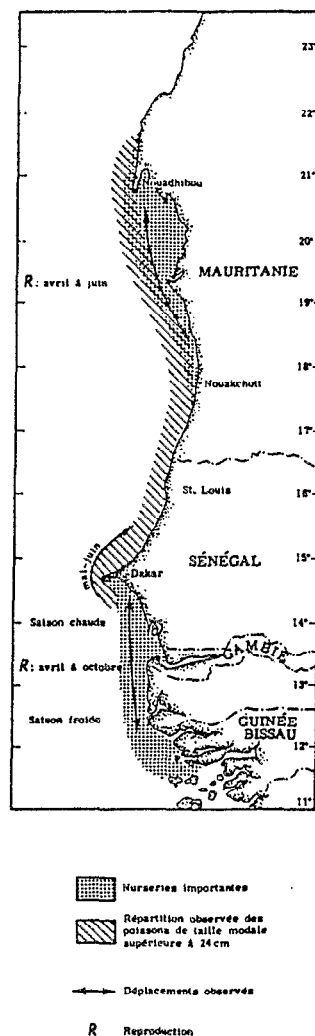 23°
22°
21°
Nouadhibou
20°
MAURITANIE
R: avril à juin
19°
18°
Nouakchott
17°
St. Louis
16°
SÉNÉGAL
15°
mai-juin
Dakar
Saison chaude
14°
GAMBIE
R: avril à octobre
13°
Saison froide
GUINÉE
BISSAU
12°
11°
Nurseries importantes
Répartition observée des
poissons de taille modale
supérieure à 24cm
Déplacements observés
R Reproduction